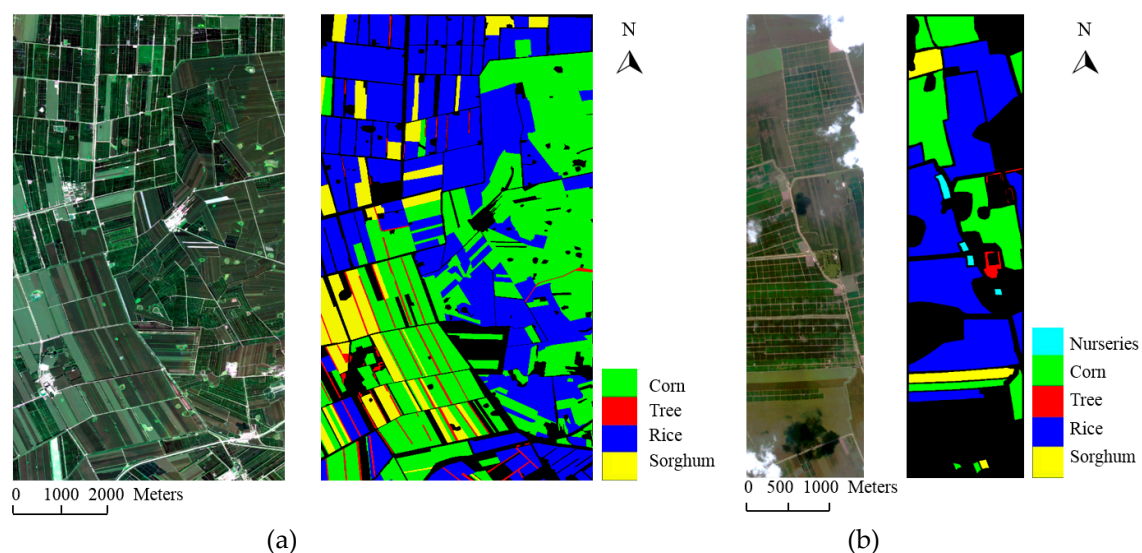 N
N
Corn
Tree
Rice
Sorghum
Nurseries
Corn
Tree
Rice
Sorghum
0 1000 2000 Meters
0 500 1000 Meters
(a)
(b)